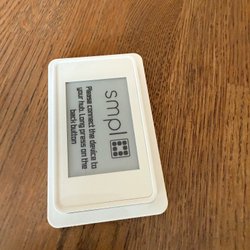 smpl
Please connect the device to
your hub. Long press on the
back button